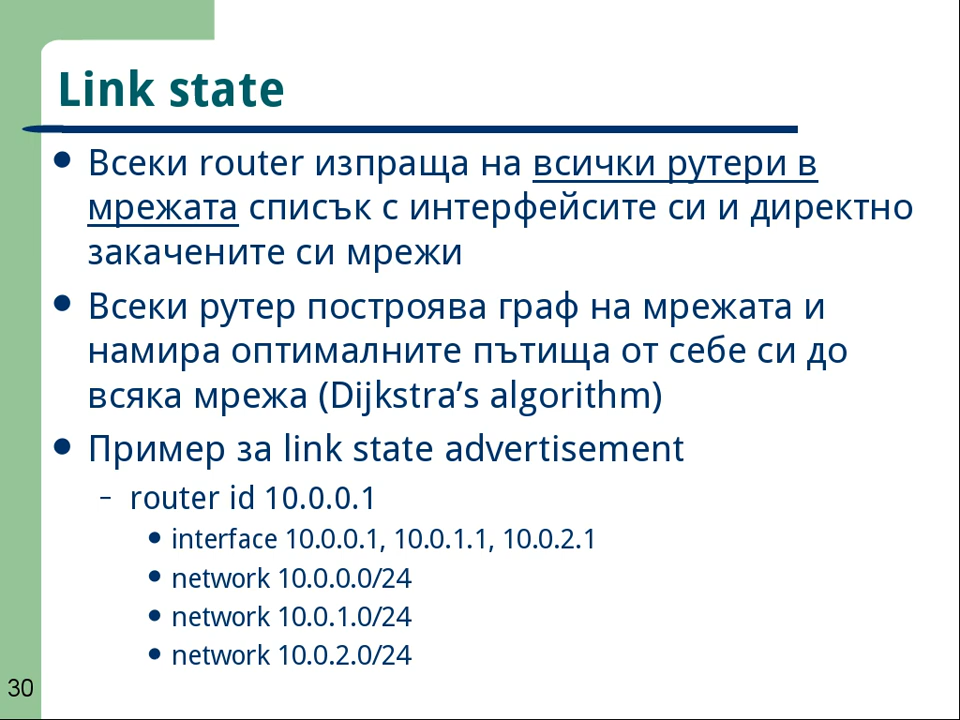 Link state
Всеки router изпраща на всички рутери в
мрежата списък с интерфейсите си и директно
закачените си мрежи
Всеки рутер построява граф на мрежата и
намира оптималните пътища от себе си до
всяка мрежа (Dijkstra’s algorithm)
Пример за link state advertisement
– router id 10.0.0.1
interface 10.0.0.1, 10.0.1.1, 10.0.2.1
network 10.0.0.0/24
network 10.0.1.0/24
network 10.0.2.0/24
30